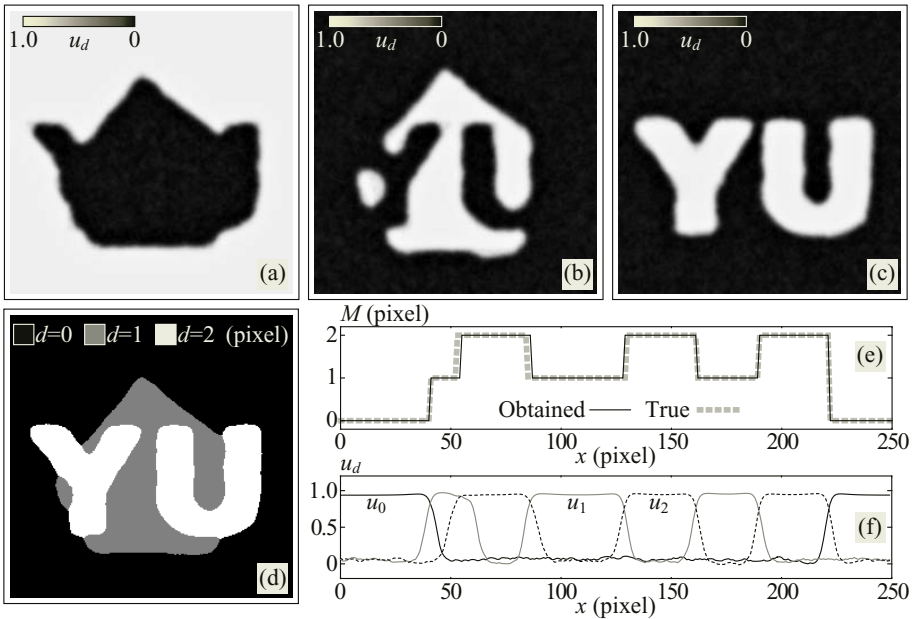 1.0 u_d 0
(a)
1.0 u_d 0
(b)
1.0 u_d 0
YU
(c)
d=0 d=1 d=2 (pixel)
YU
(d)
M (pixel)
2
1
0
(e)
Obtained True
0 50 100 150 200 250
x (pixel)
u_d
1.0
0.5
0
u_0 u_1 u_2
(f)
0 50 100 150 200 250
x (pixel)